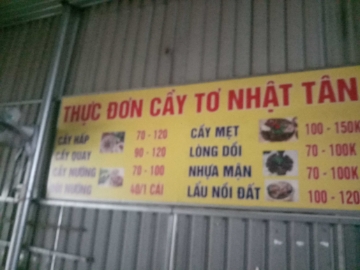 THỰC ĐƠN CẦY TƠ NHẬT TÂN
CẦY HẤP 70 - 120
CẦY QUAY 90 - 120
CẦY NƯỚNG 70 - 100
NƯỚNG 40/1 CÁI
CẦY MẸT 100 - 150K
LÒNG DỒI 70 - 100K
NHỰA MẬN 70 - 100K
LẨU NỒI ĐẤT 100 - 120